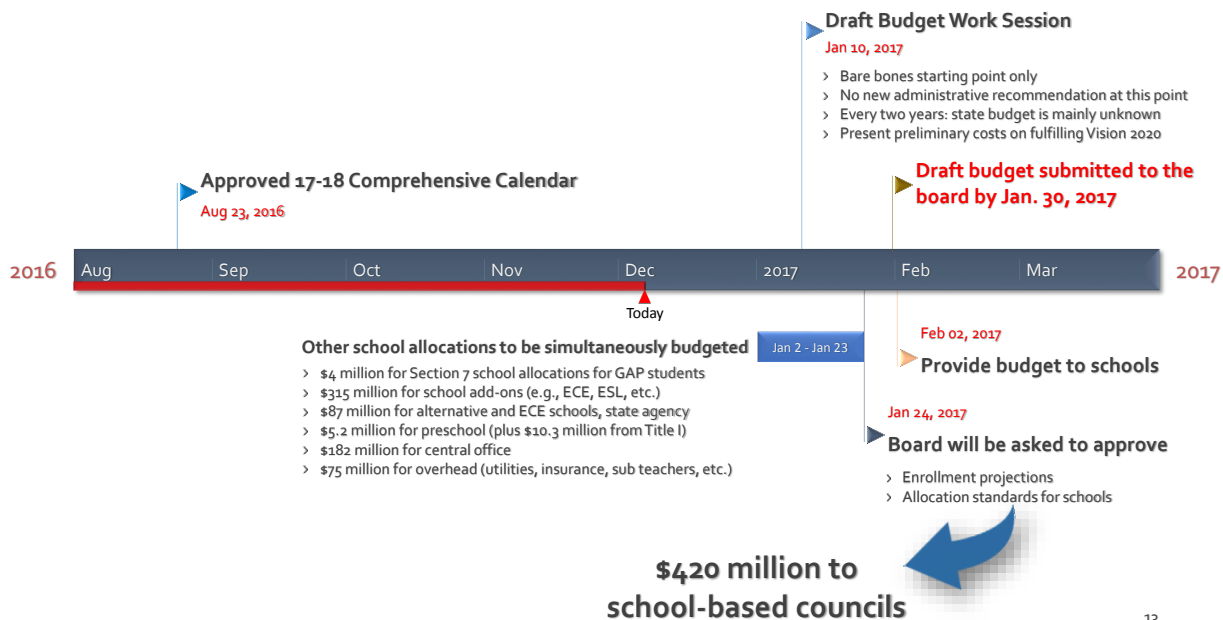 Draft Budget Work Session
Jan 10, 2017
› Bare bones starting point only
› No new administrative recommendation at this point
› Every two years: state budget is mainly unknown
› Present preliminary costs on fulfilling Vision 2020
Approved 17-18 Comprehensive Calendar
Aug 23, 2016
Draft budget submitted to the
board by Jan. 30, 2017
2016 Aug Sep Oct Nov Dec 2017 Feb Mar 2017
Today
Other school allocations to be simultaneously budgeted
Jan 2 - Jan 23
› $4 million for Section 7 school allocations for GAP students
› $315 million for school add-ons (e.g., ECE, ESL, etc.)
› $87 million for alternative and ECE schools, state agency
› $5.2 million for preschool (plus $10.3 million from Title I)
› $182 million for central office
› $75 million for overhead (utilities, insurance, sub teachers, etc.)
Feb 02, 2017
Provide budget to schools
Jan 24, 2017
Board will be asked to approve
› Enrollment projections
› Allocation standards for schools
$420 million to
school-based councils
13